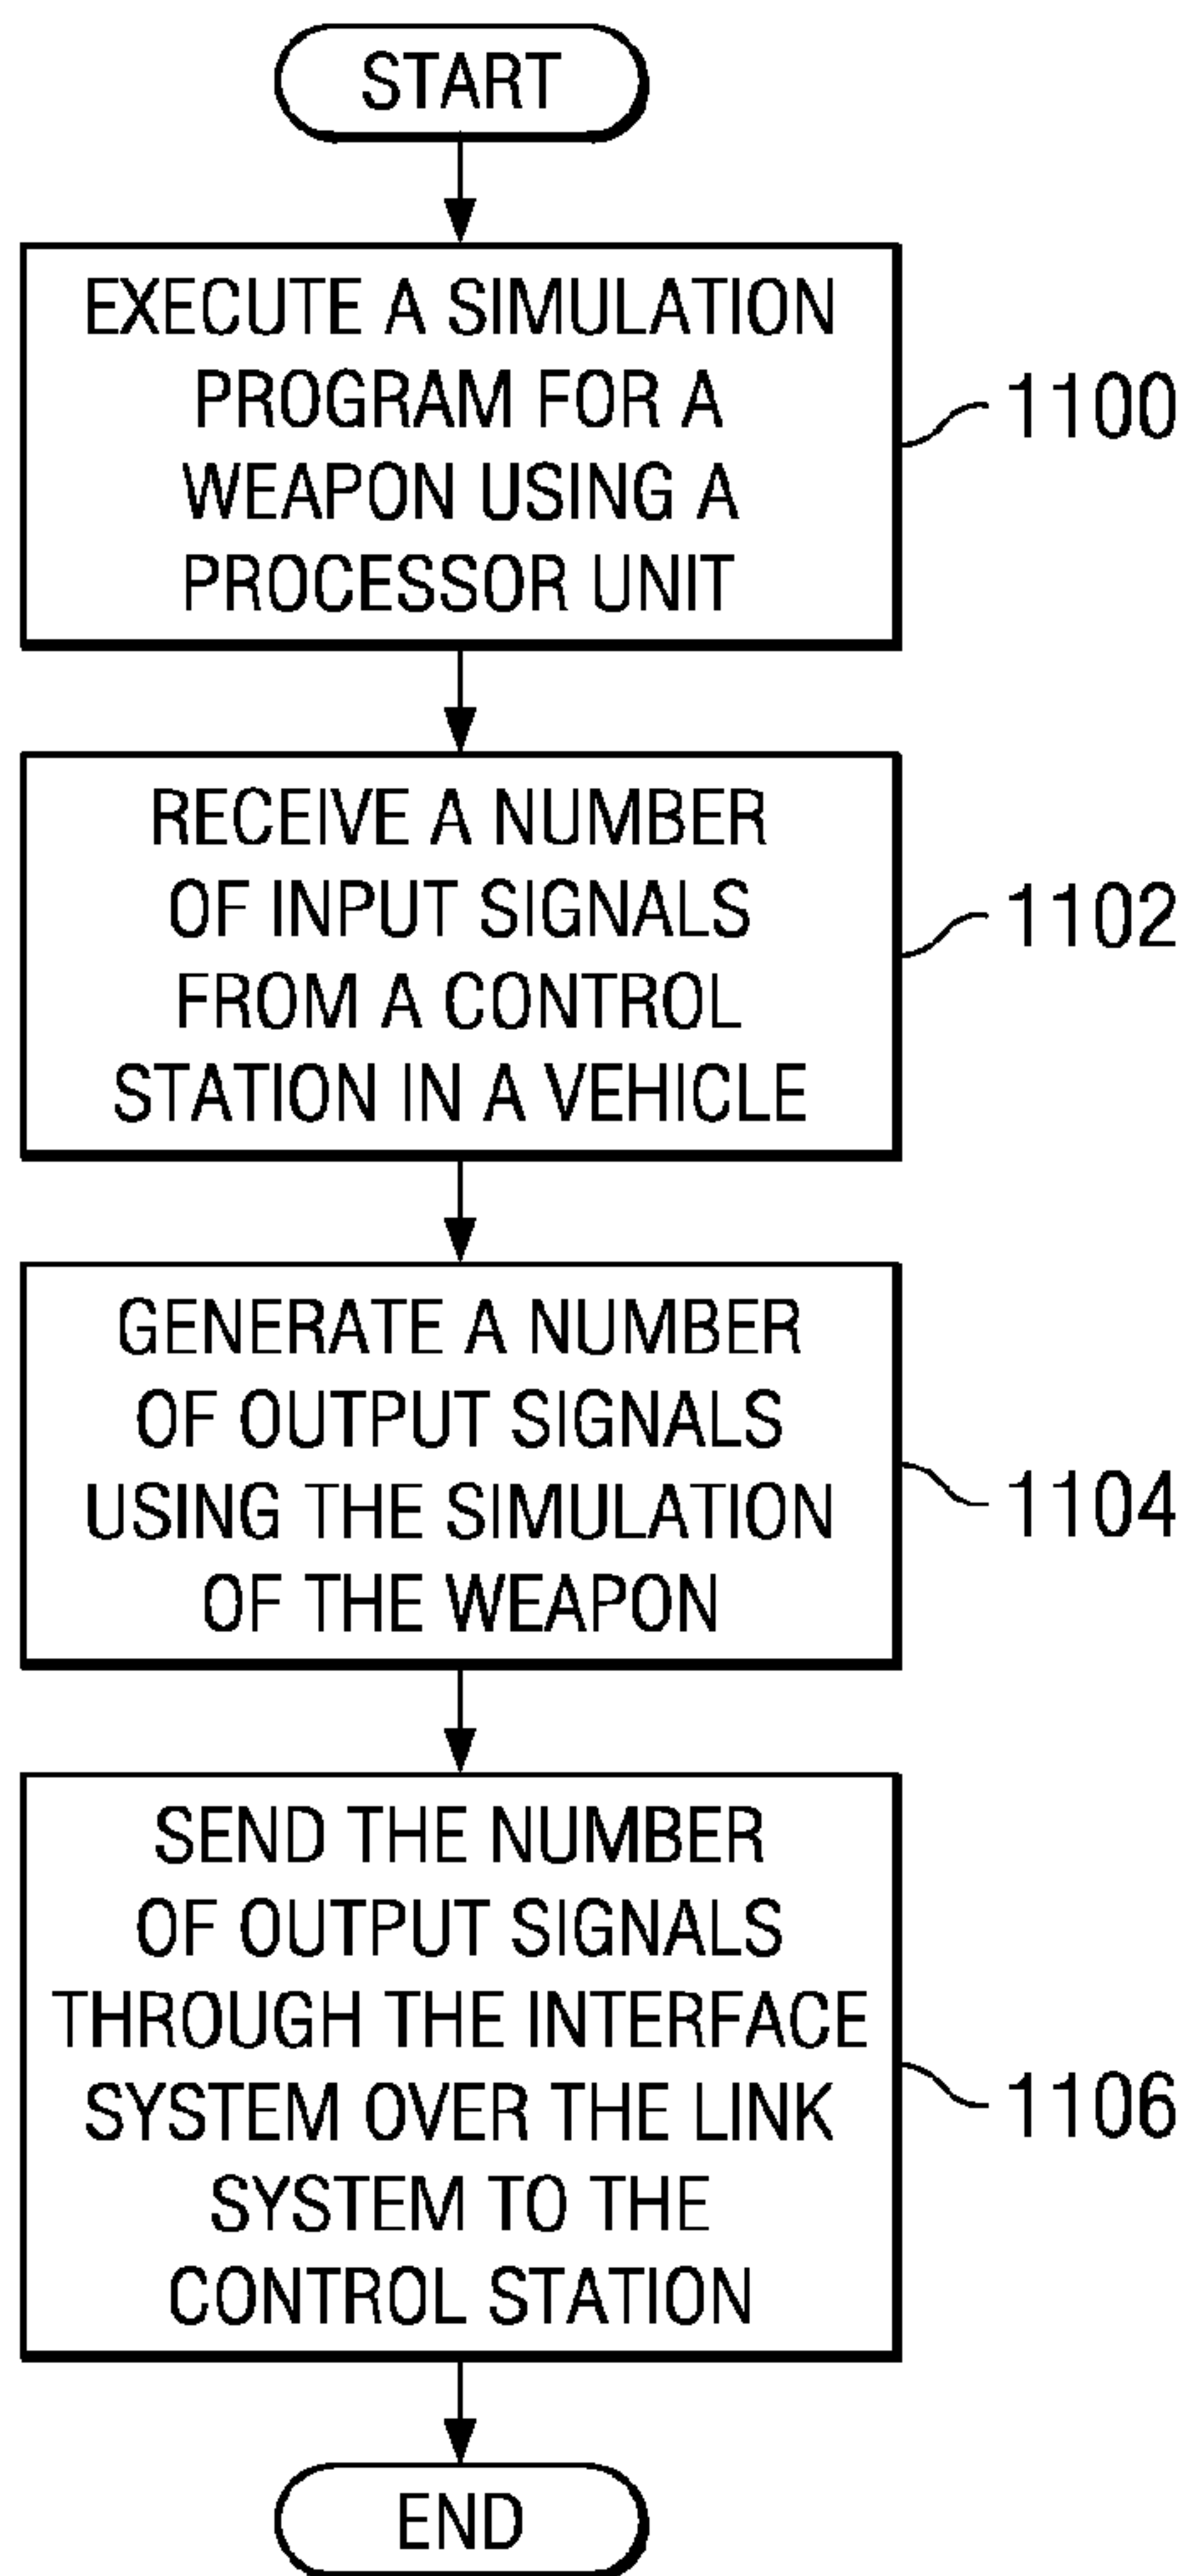 START
EXECUTE A SIMULATION
PROGRAM FOR A
WEAPON USING A
PROCESSOR UNIT
1100
RECEIVE A NUMBER
OF INPUT SIGNALS
FROM A CONTROL
STATION IN A VEHICLE
1102
GENERATE A NUMBER
OF OUTPUT SIGNALS
USING THE SIMULATION
OF THE WEAPON
1104
SEND THE NUMBER
OF OUTPUT SIGNALS
THROUGH THE INTERFACE
SYSTEM OVER THE LINK
SYSTEM TO THE
CONTROL STATION
1106
END